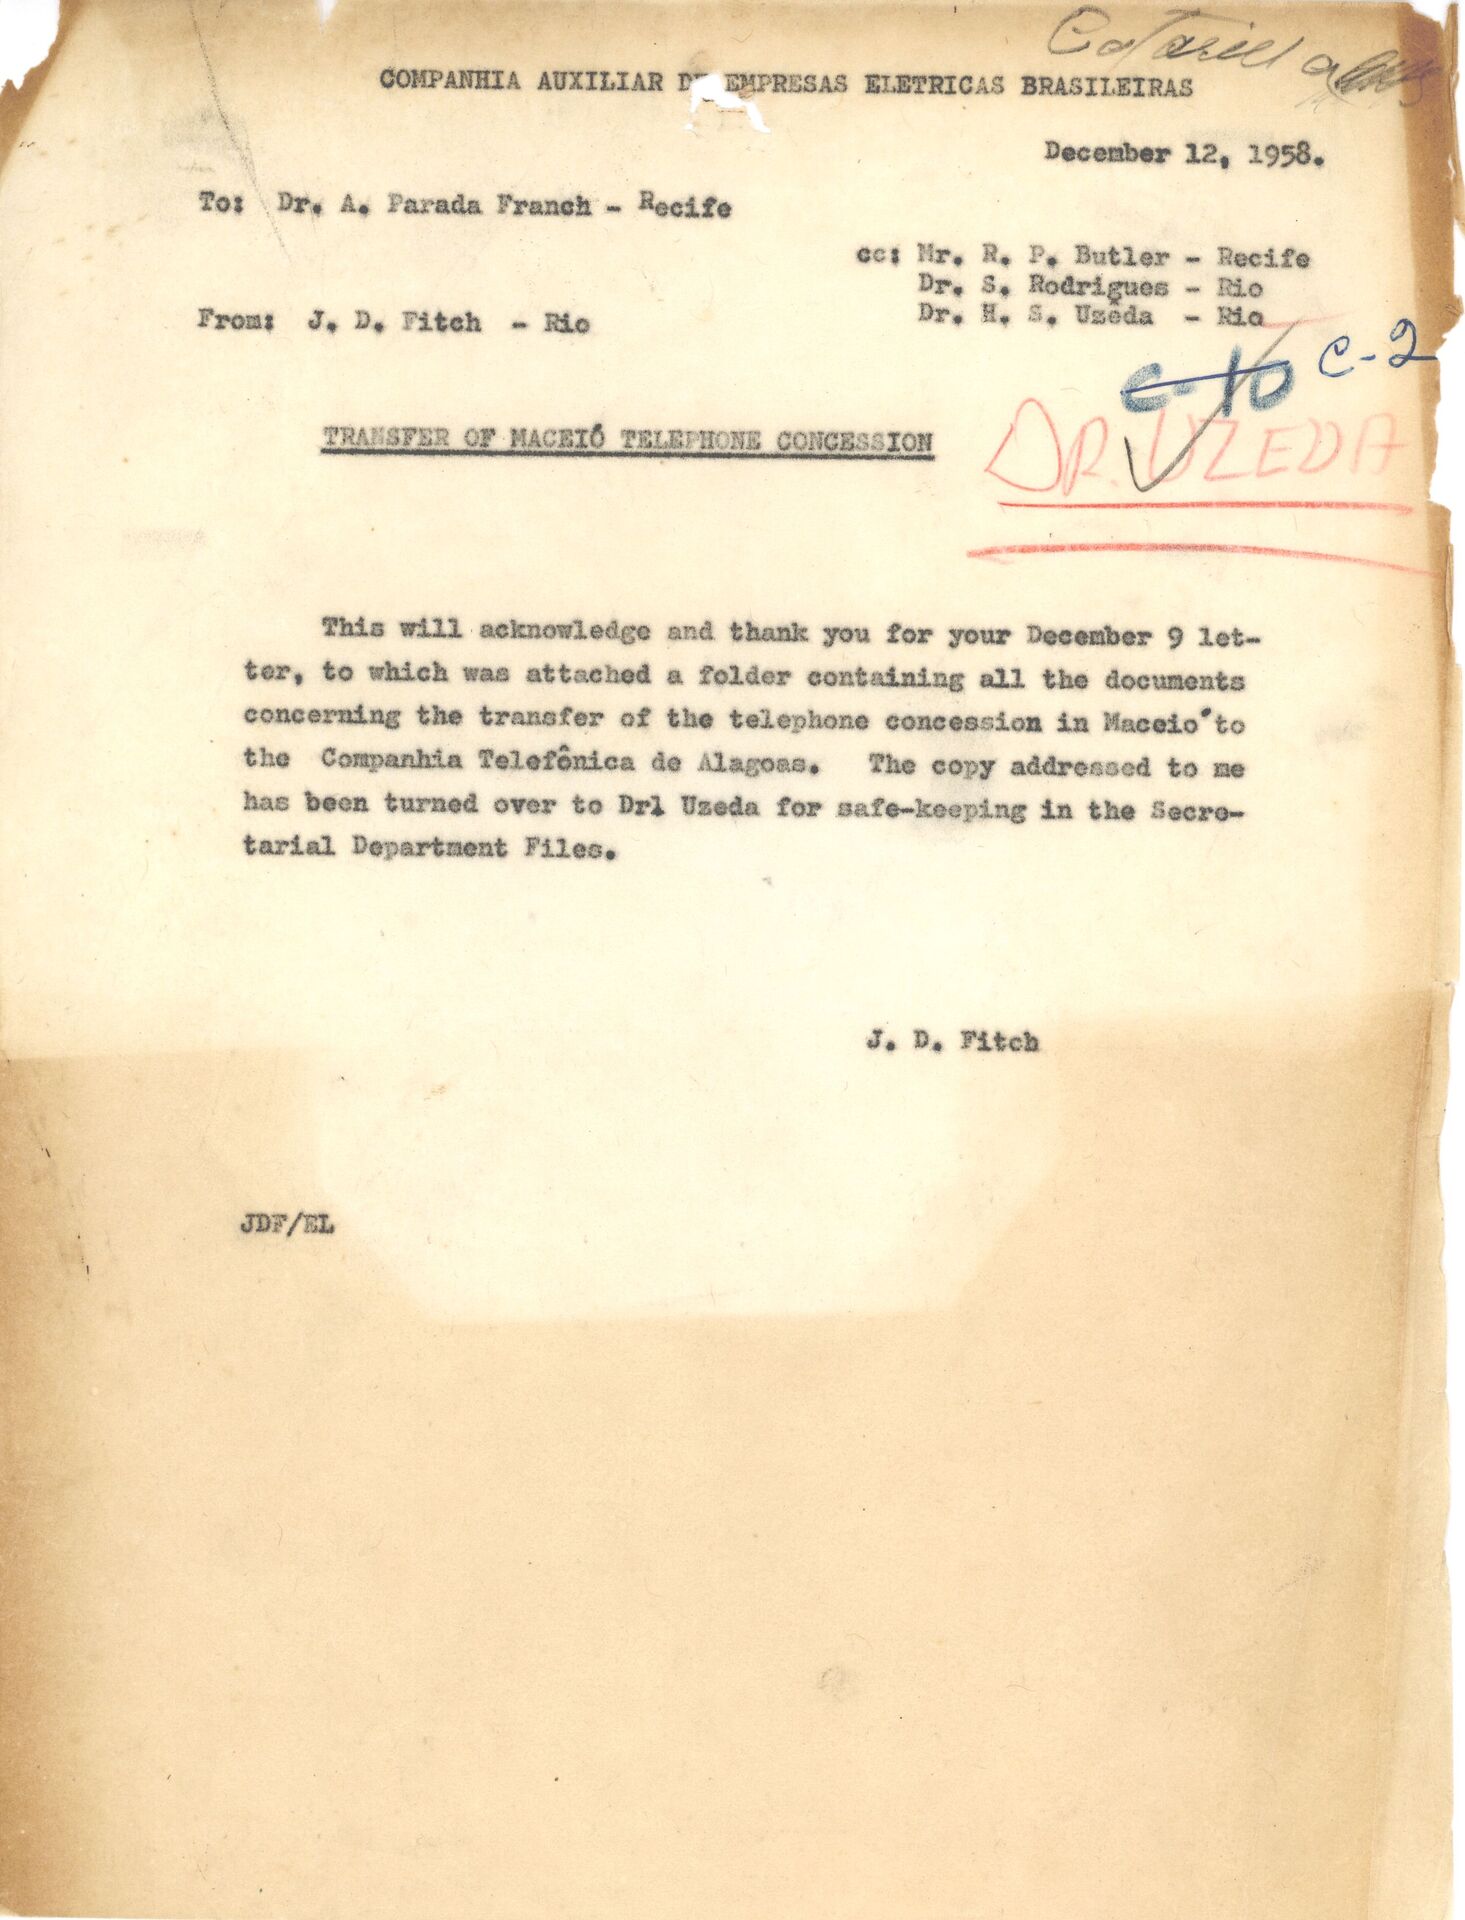 COMPANHIA AUXILIAR DE EMPRESAS ELETRICAS BRASILEIRAS
December 12, 1958.
To: Dr. A. Parada Franch - Recife
cc: Mr. R. P. Butler - Recife
Dr. S. Rodrigues - Rio
Dr. H. S. Uzeda - Rio
From: J. D. Fitch - Rio
C-10 C-2
TRANSFER OF MACEIÓ TELEPHONE CONCESSION
DR. UZEDA
This will acknowledge and thank you for your December 9 let-
ter, to which was attached a folder containing all the documents
concerning the transfer of the telephone concession in Maceio' to
the Companhia Telefônica de Alagoas. The copy addressed to me
has been turned over to Drl Uzeda for safe-keeping in the Secre-
tarial Department Files.
J. D. Fitch
JDF/EL